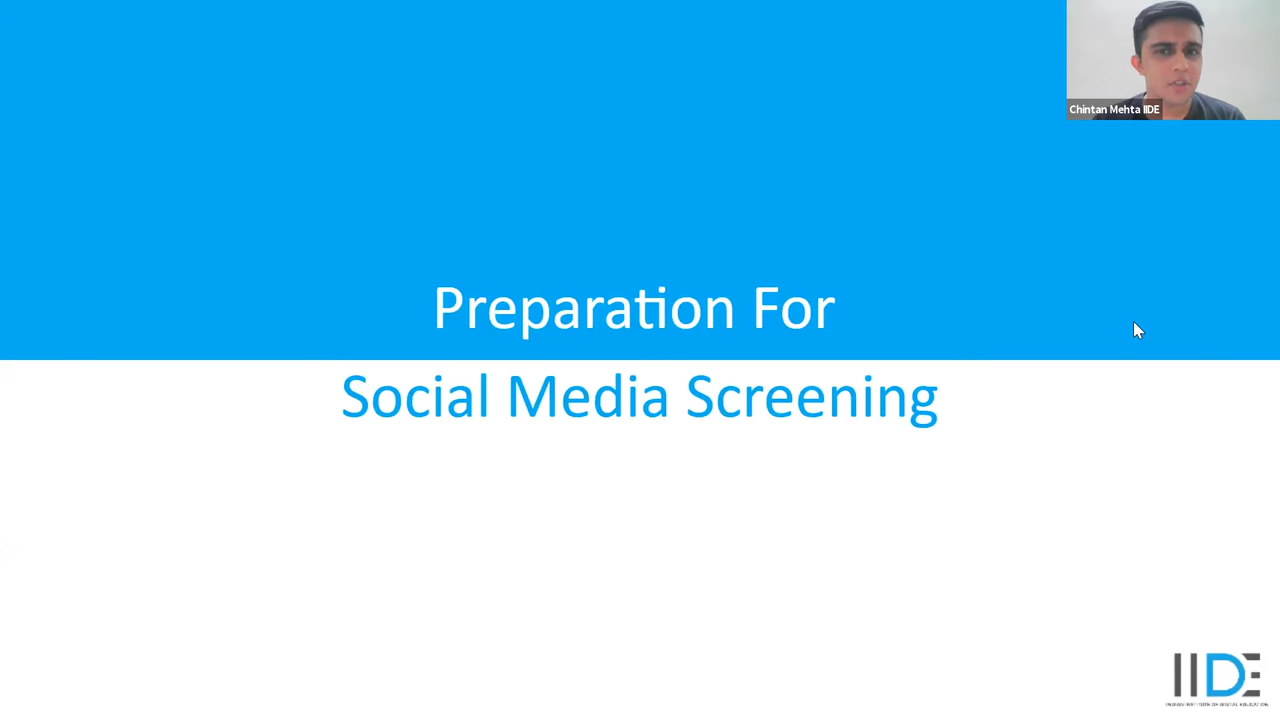 Chintan Mehta IIDE
Preparation For
Social Media Screening
IIDE